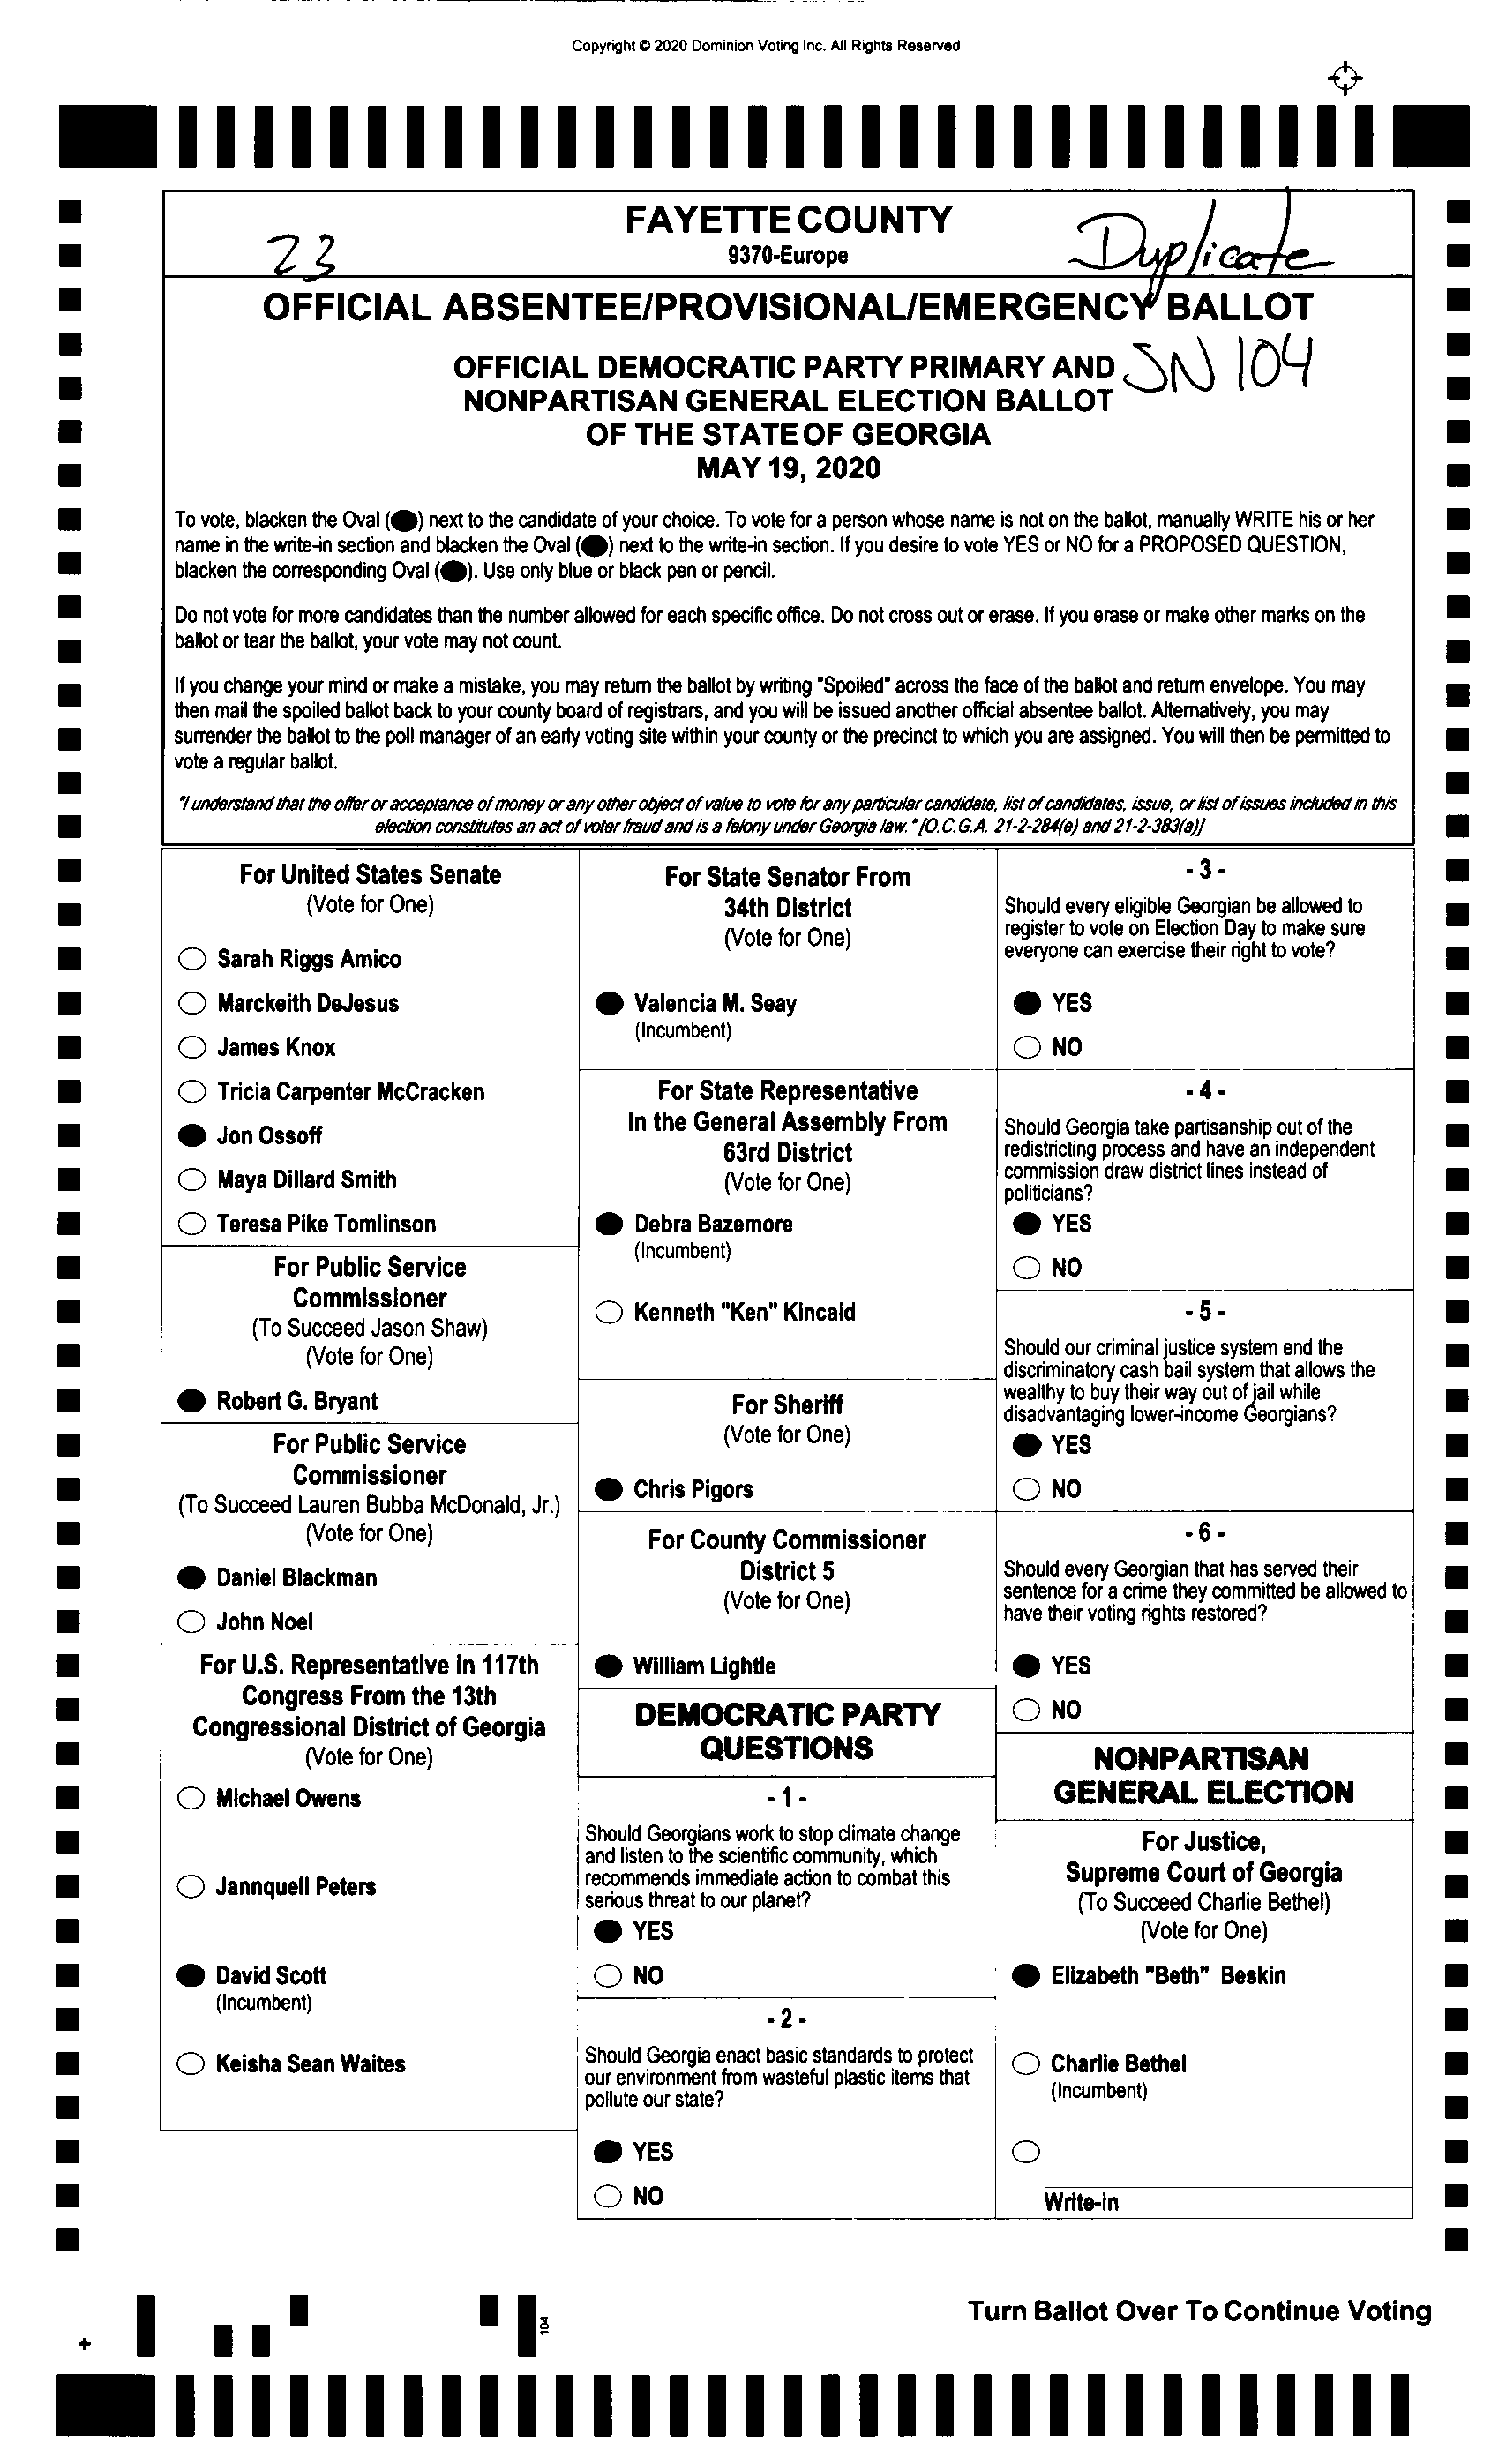 Copyright © 2020 Dominion Voting Inc. All Rights Reserved
FAYETTE COUNTY
9370-Europe
23
Duplicate
OFFICIAL ABSENTEE/PROVISIONAL/EMERGENCY BALLOT
OFFICIAL DEMOCRATIC PARTY PRIMARY AND
SN 104
NONPARTISAN GENERAL ELECTION BALLOT
OF THE STATE OF GEORGIA
MAY 19, 2020
To vote, blacken the Oval (●) next to the candidate of your choice. To vote for a person whose name is not on the ballot, manually WRITE his or her
name in the write-in section and blacken the Oval (●) next to the write-in section. If you desire to vote YES or NO for a PROPOSED QUESTION,
blacken the corresponding Oval (●). Use only blue or black pen or pencil.
Do not vote for more candidates than the number allowed for each specific office. Do not cross out or erase. If you erase or make other marks on the
ballot or tear the ballot, your vote may not count.
If you change your mind or make a mistake, you may return the ballot by writing "Spoiled" across the face of the ballot and return envelope. You may
then mail the spoiled ballot back to your county board of registrars, and you will be issued another official absentee ballot. Alternatively, you may
surrender the ballot to the poll manager of an early voting site within your county or the precinct to which you are assigned. You will then be permitted to
vote a regular ballot.
"I understand that the offer or acceptance of money or any other object of value to vote for any particular candidate, list of candidates, issue, or list of issues included in this
election constitutes an act of voter fraud and is a felony under Georgia law." [O.C.G.A. 21-2-284(e) and 21-2-383(a)]
For United States Senate
(Vote for One)
Sarah Riggs Amico
Marckeith DeJesus
James Knox
Tricia Carpenter McCracken
Jon Ossoff
Maya Dillard Smith
Teresa Pike Tomlinson
For Public Service
Commissioner
(To Succeed Jason Shaw)
(Vote for One)
Robert G. Bryant
For Public Service
Commissioner
(To Succeed Lauren Bubba McDonald, Jr.)
(Vote for One)
Daniel Blackman
John Noel
For U.S. Representative in 117th
Congress From the 13th
Congressional District of Georgia
(Vote for One)
Michael Owens
Jannquell Peters
David Scott
(Incumbent)
Keisha Sean Waites
For State Senator From
34th District
(Vote for One)
Valencia M. Seay
(Incumbent)
For State Representative
In the General Assembly From
63rd District
(Vote for One)
Debra Bazemore
(Incumbent)
Kenneth "Ken" Kincaid
For Sheriff
(Vote for One)
Chris Pigors
For County Commissioner
District 5
(Vote for One)
William Lightle
DEMOCRATIC PARTY
QUESTIONS
- 1 -
Should Georgians work to stop climate change
and listen to the scientific community, which
recommends immediate action to combat this
serious threat to our planet?
YES
NO
- 2 -
Should Georgia enact basic standards to protect
our environment from wasteful plastic items that
pollute our state?
YES
NO
- 3 -
Should every eligible Georgian be allowed to
register to vote on Election Day to make sure
everyone can exercise their right to vote?
YES
NO
- 4 -
Should Georgia take partisanship out of the
redistricting process and have an independent
commission draw district lines instead of
politicians?
YES
NO
- 5 -
Should our criminal justice system end the
discriminatory cash bail system that allows the
wealthy to buy their way out of jail while
disadvantaging lower-income Georgians?
YES
NO
- 6 -
Should every Georgian that has served their
sentence for a crime they committed be allowed to
have their voting rights restored?
YES
NO
NONPARTISAN
GENERAL ELECTION
For Justice,
Supreme Court of Georgia
(To Succeed Charlie Bethel)
(Vote for One)
Elizabeth "Beth" Beskin
Charlie Bethel
(Incumbent)
Write-in
Turn Ballot Over To Continue Voting
104